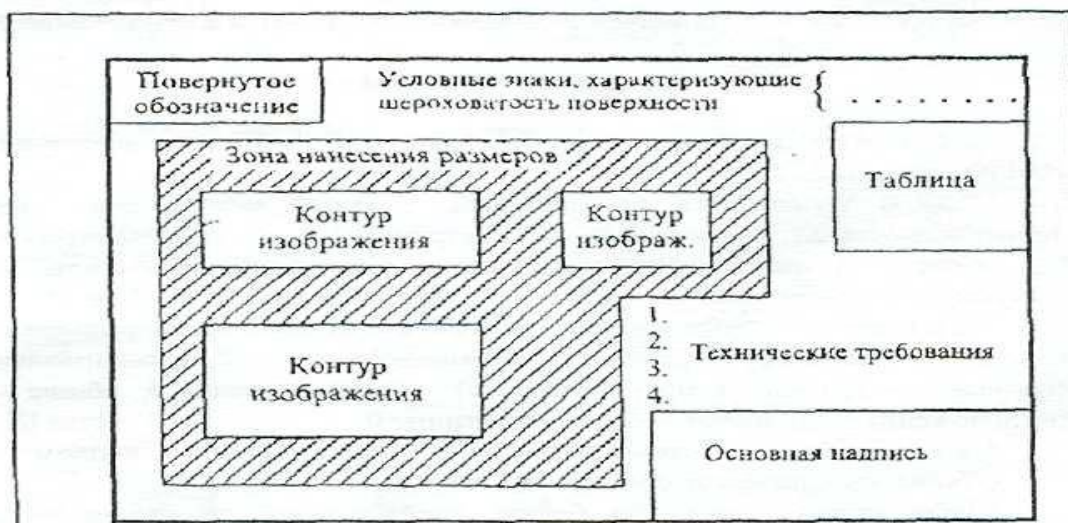 Повернутое
обозначение
Условные знаки, характеризующие
шероховатость поверхности
{ . . . . . . . . .
Зона нанесения размеров
Таблица
Контур
изображения
Контур
изображ.
1.
2.
3.
4.
Технические требования
Контур
изображения
Основная надпись